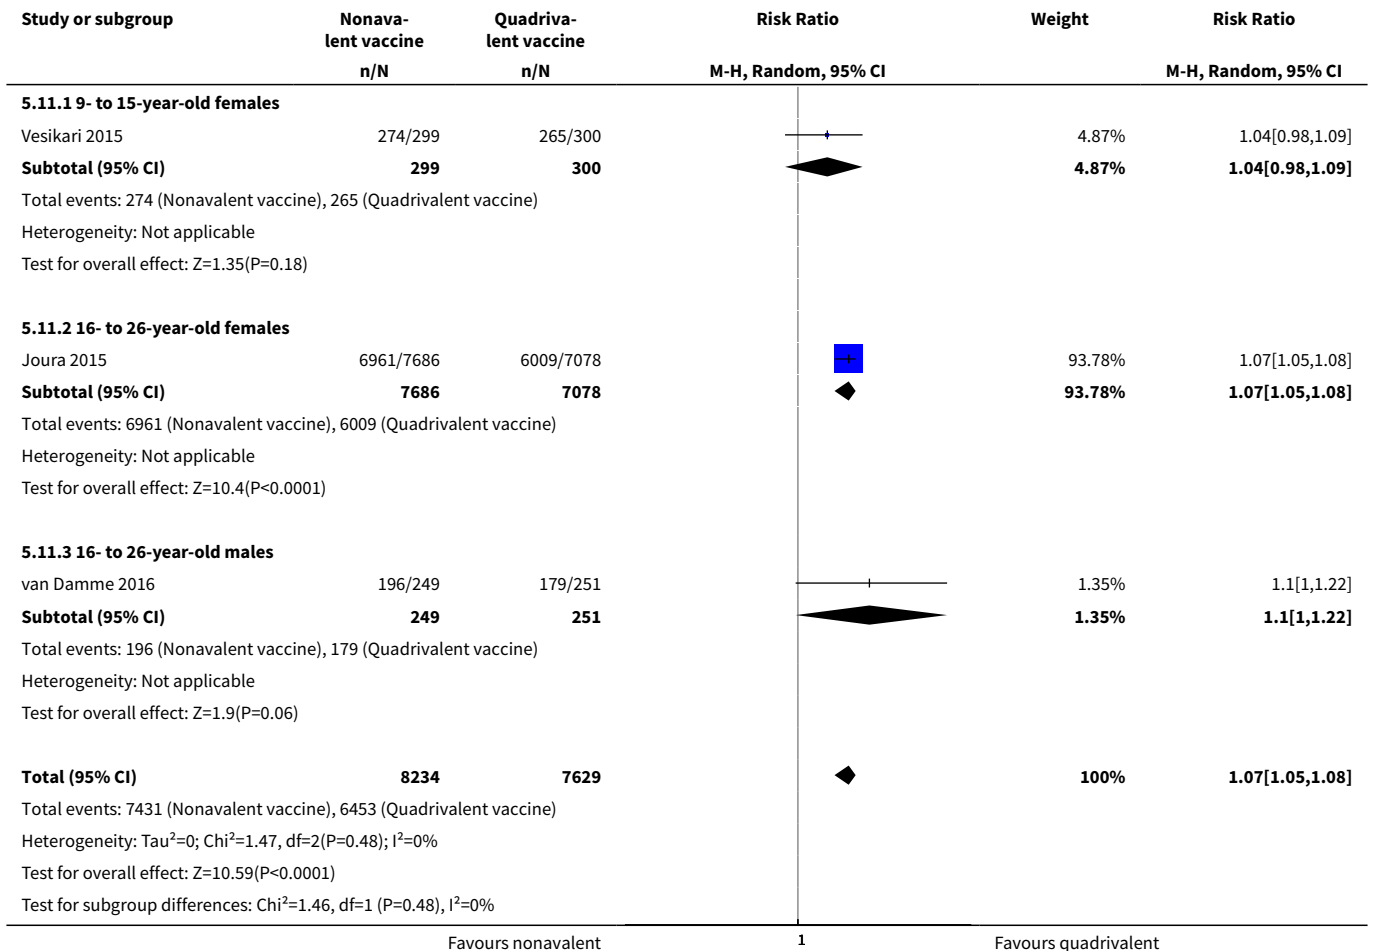 Study or subgroup Nonava- Quadriva- Risk Ratio Weight Risk Ratio
lent vaccine lent vaccine
n/N n/N M-H, Random, 95% CI M-H, Random, 95% CI
5.11.1 9- to 15-year-old females
Vesikari 2015 274/299 265/300 4.87% 1.04[0.98,1.09]
Subtotal (95% CI) 299 300 4.87% 1.04[0.98,1.09]
Total events: 274 (Nonavalent vaccine), 265 (Quadrivalent vaccine)
Heterogeneity: Not applicable
Test for overall effect: Z=1.35(P=0.18)
5.11.2 16- to 26-year-old females
Joura 2015 6961/7686 6009/7078 93.78% 1.07[1.05,1.08]
Subtotal (95% CI) 7686 7078 93.78% 1.07[1.05,1.08]
Total events: 6961 (Nonavalent vaccine), 6009 (Quadrivalent vaccine)
Heterogeneity: Not applicable
Test for overall effect: Z=10.4(P<0.0001)
5.11.3 16- to 26-year-old males
van Damme 2016 196/249 179/251 1.35% 1.1[1,1.22]
Subtotal (95% CI) 249 251 1.35% 1.1[1,1.22]
Total events: 196 (Nonavalent vaccine), 179 (Quadrivalent vaccine)
Heterogeneity: Not applicable
Test for overall effect: Z=1.9(P=0.06)
Total (95% CI) 8234 7629 100% 1.07[1.05,1.08]
Total events: 7431 (Nonavalent vaccine), 6453 (Quadrivalent vaccine)
Heterogeneity: Tau²=0; Chi²=1.47, df=2(P=0.48); I²=0%
Test for overall effect: Z=10.59(P<0.0001)
Test for subgroup differences: Chi²=1.46, df=1 (P=0.48), I²=0%
Favours nonavalent 1 Favours quadrivalent